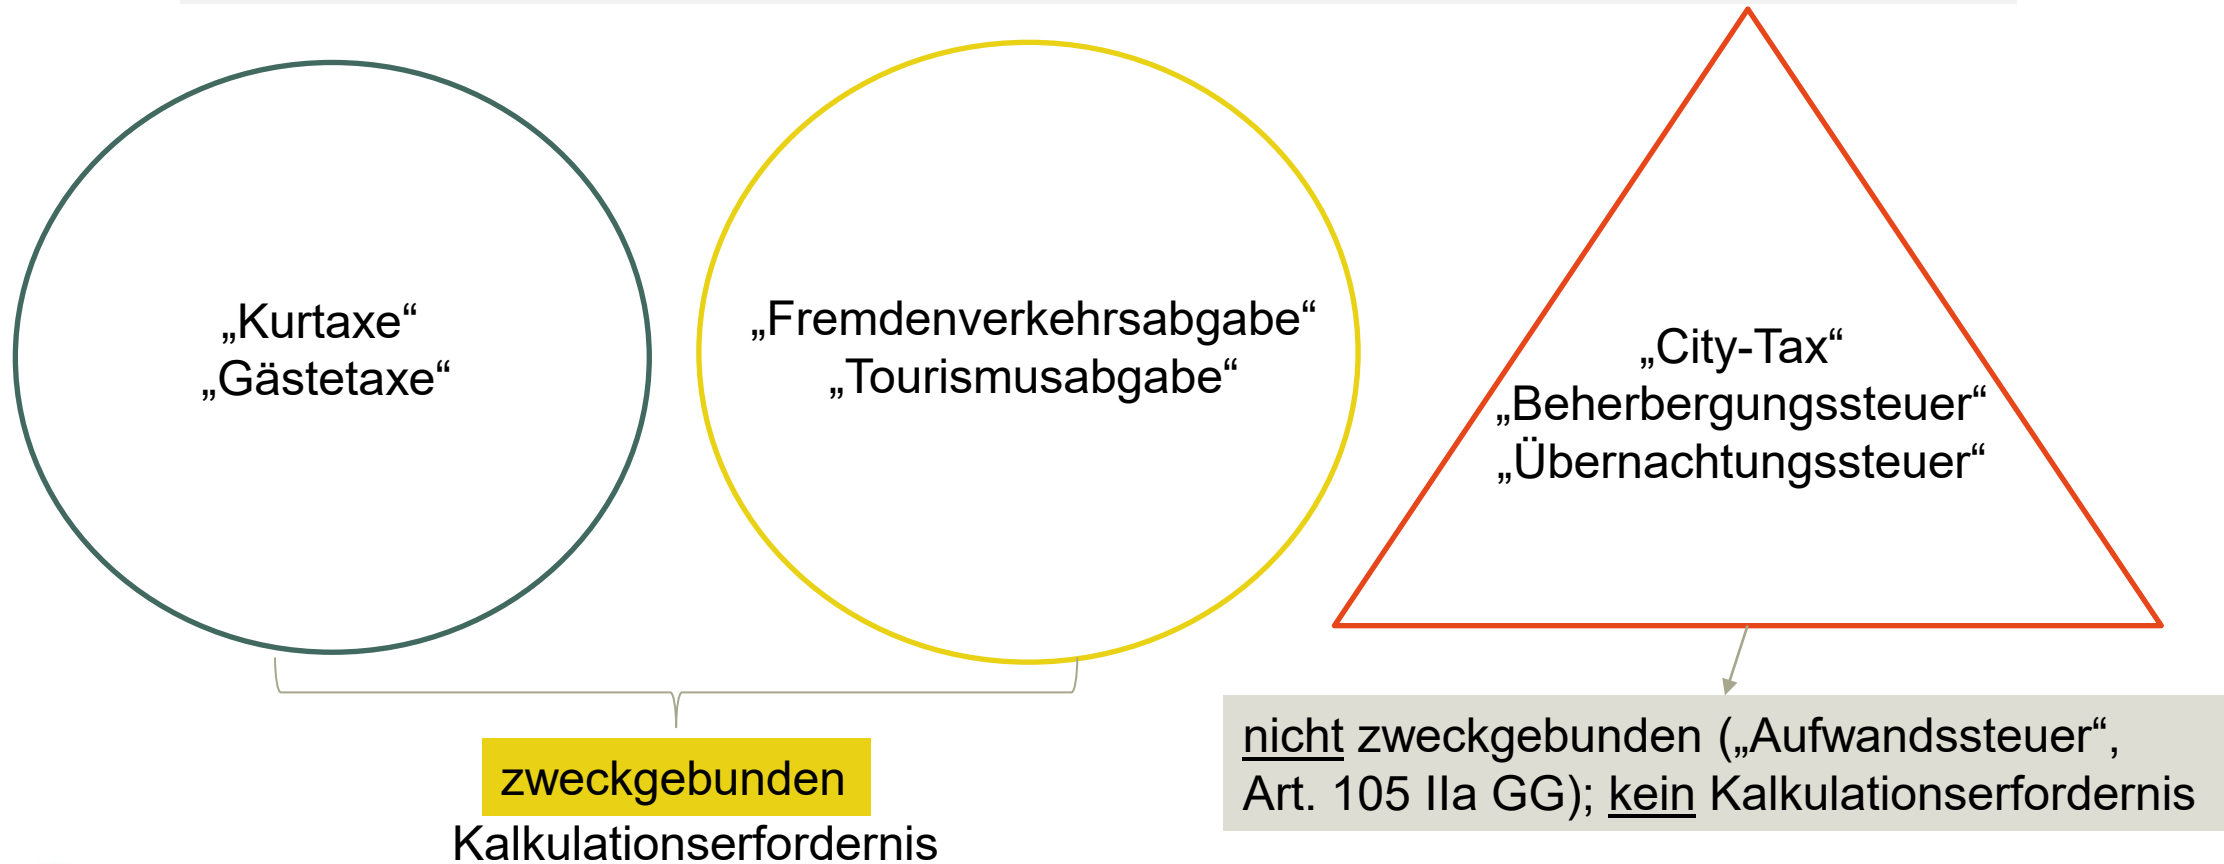 „Kurtaxe“
„Gästetaxe“
„Fremdenverkehrsabgabe“
„Tourismusabgabe“
„City-Tax“
„Beherbergungssteuer“
„Übernachtungssteuer“
zweckgebunden
Kalkulationserfordernis
nicht zweckgebunden („Aufwandssteuer“,
Art. 105 IIa GG); kein Kalkulationserfordernis